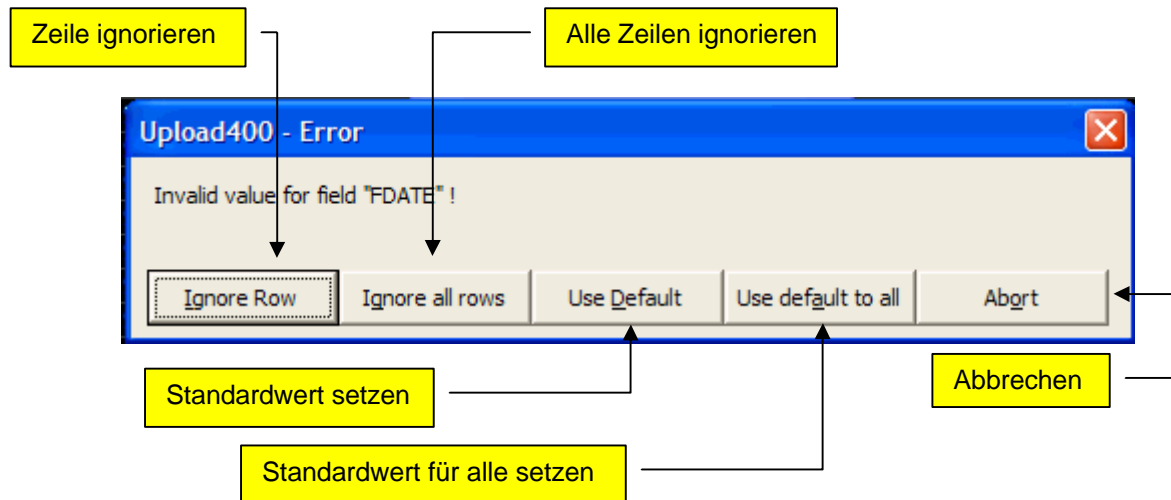 Zeile ignorieren
Alle Zeilen ignorieren
Upload400 - Error
Invalid value for field "FDATE" !
Ignore Row
Ignore all rows
Use Default
Use default to all
Abort
Standardwert setzen
Abbrechen
Standardwert für alle setzen